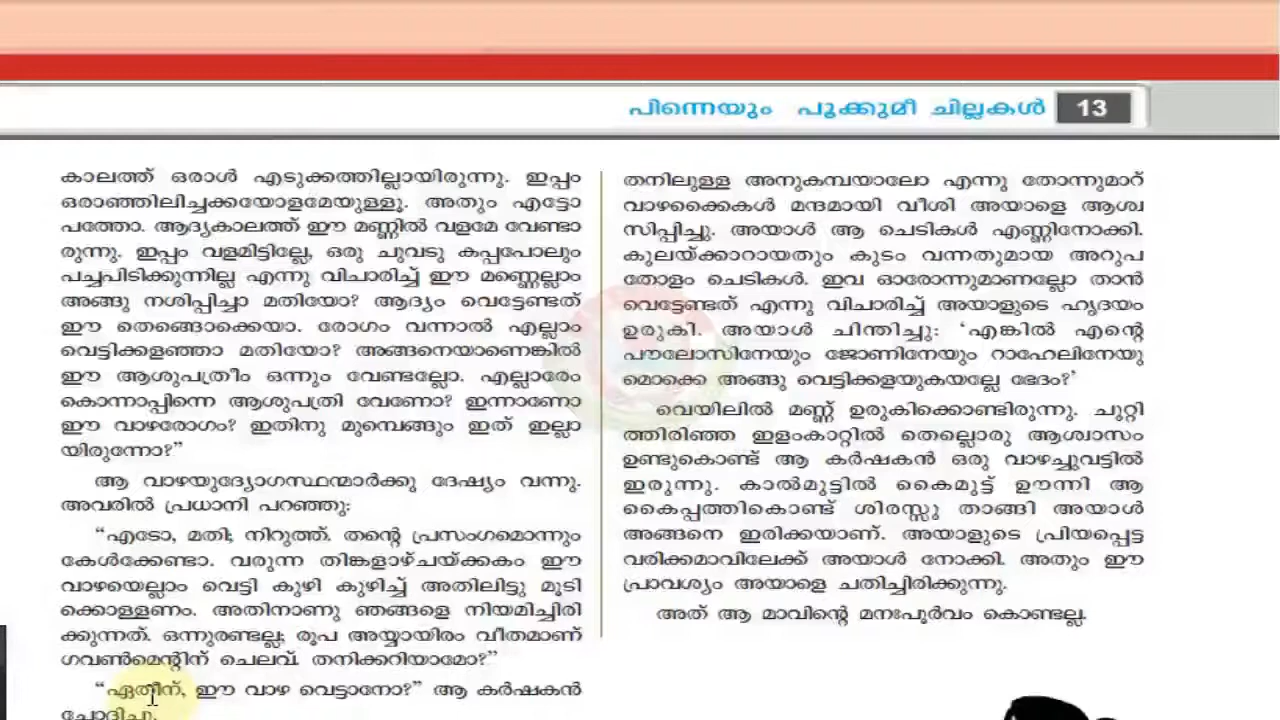 പിന്നെയും പൂക്കുമീ ചില്ലകൾ 13
കാലത്ത് ഒരാൾ എടുക്കത്തില്ലായിരുന്നു. ഇപ്പം
ഒരാഞ്ഞിലിച്ചക്കയോളമേയുള്ളൂ. അതും എട്ടോ
പത്തോ. ആദ്യകാലത്ത് ഈ മണ്ണിൽ വളമേ വേണ്ടാ
രുന്നു. ഇപ്പം വളമിട്ടില്ലേ, ഒരു ചുവടു കപ്പപോലും
പച്ചപിടിക്കുന്നില്ല എന്നു വിചാരിച്ച് ഈ മണ്ണെല്ലാം
അങ്ങു നശിപ്പിച്ചാ മതിയോ? ആദ്യം വെട്ടേണ്ടത്
ഈ തെങ്ങൊക്കെയാ. രോഗം വന്നാൽ എല്ലാം
വെട്ടിക്കളഞ്ഞാ മതിയോ? അങ്ങനെയാണെങ്കിൽ
ഈ ആശുപത്രീം ഒന്നും വേണ്ടല്ലോ. എല്ലാരേം
കൊന്നാപ്പിന്നെ ആശുപത്രി വേണോ? ഇന്നാണോ
ഈ വാഴരോഗം? ഇതിനു മുമ്പെങ്ങും ഇത് ഇല്ലാ
യിരുന്നോ?”
ആ വാഴയുദ്യോഗസ്ഥന്മാർക്കു ദേഷ്യം വന്നു.
അവരിൽ പ്രധാനി പറഞ്ഞു:
“എടോ, മതി; നിറുത്ത്. തന്റെ പ്രസംഗമൊന്നും
കേൾക്കേണ്ടാ. വരുന്ന തിങ്കളാഴ്ചയ്ക്കകം ഈ
വാഴയെല്ലാം വെട്ടി കുഴി കുഴിച്ച് അതിലിട്ടു മൂടി
ക്കൊള്ളണം. അതിനാണു ഞങ്ങളെ നിയമിച്ചിരി
ക്കുന്നത്. ഒന്നുരണ്ടല്ല; രൂപ അയ്യായിരം വീതമാണ്
ഗവൺമെന്റിന് ചെലവ്. തനിക്കറിയാമോ?”
“ഏതീന്, ഈ വാഴ വെട്ടാനോ?” ആ കർഷകൻ
ചോദിച്ചു.
തനിലുള്ള അനുകമ്പയാലോ എന്നു തോന്നുമാറ്
വാഴക്കൈകൾ മന്ദമായി വീശി അയാളെ ആശ്വ
സിപ്പിച്ചു. അയാൾ ആ ചെടികൾ എണ്ണിനോക്കി.
കുലയ്ക്കാറായതും കുടം വന്നതുമായ അറുപ
തോളം ചെടികൾ. ഇവ ഓരോന്നുമാണല്ലോ താൻ
വെട്ടേണ്ടത് എന്നു വിചാരിച്ച് അയാളുടെ ഹൃദയം
ഉരുകി. അയാൾ ചിന്തിച്ചു: ‘എങ്കിൽ എന്റെ
പൗലോസിനേയും ജോണിനേയും റാഹേലിനേയു
മൊക്കെ അങ്ങു വെട്ടിക്കളയുകയല്ലേ ഭേദം?’
വെയിലിൽ മണ്ണ് ഉരുകിക്കൊണ്ടിരുന്നു. ചുറ്റി
ത്തിരിഞ്ഞ ഇളംകാറ്റിൽ തെല്ലൊരു ആശ്വാസം
ഉണ്ടുകൊണ്ട് ആ കർഷകൻ ഒരു വാഴച്ചുവട്ടിൽ
ഇരുന്നു. കാൽമുട്ടിൽ കൈമുട്ട് ഊന്നി ആ
കൈപ്പത്തികൊണ്ട് ശിരസ്സു താങ്ങി അയാൾ
അങ്ങനെ ഇരിക്കയാണ്. അയാളുടെ പ്രിയപ്പെട്ട
വരിക്കമാവിലേക്ക് അയാൾ നോക്കി. അതും ഈ
പ്രാവശ്യം അയാളെ ചതിച്ചിരിക്കുന്നു.
അത് ആ മാവിന്റെ മനഃപൂർവം കൊണ്ടല്ല.